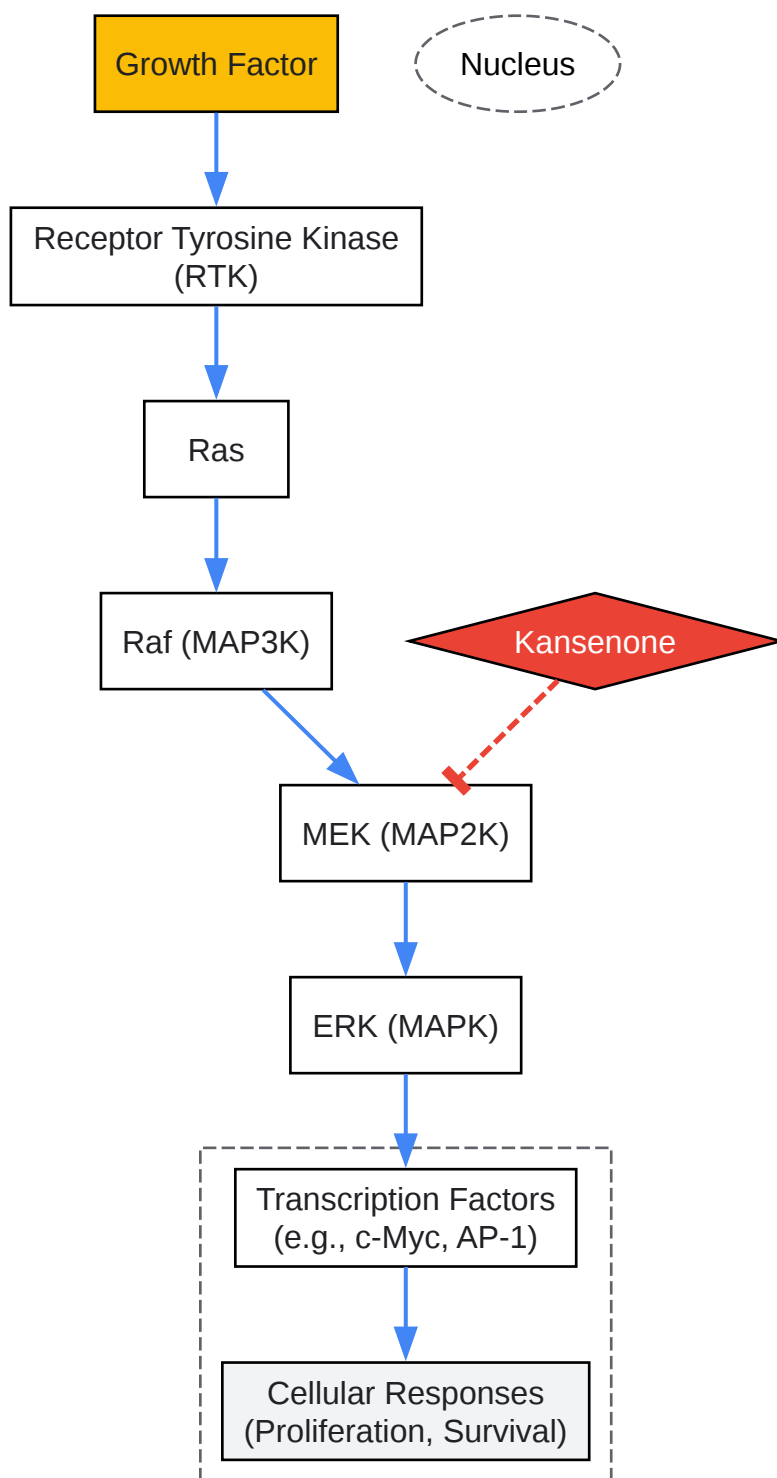 Growth Factor
Nucleus
Receptor Tyrosine Kinase
(RTK)
Ras
Raf (MAP3K)
Kansenone
MEK (MAP2K)
ERK (MAPK)
Transcription Factors
(e.g., c-Myc, AP-1)
Cellular Responses
(Proliferation, Survival)